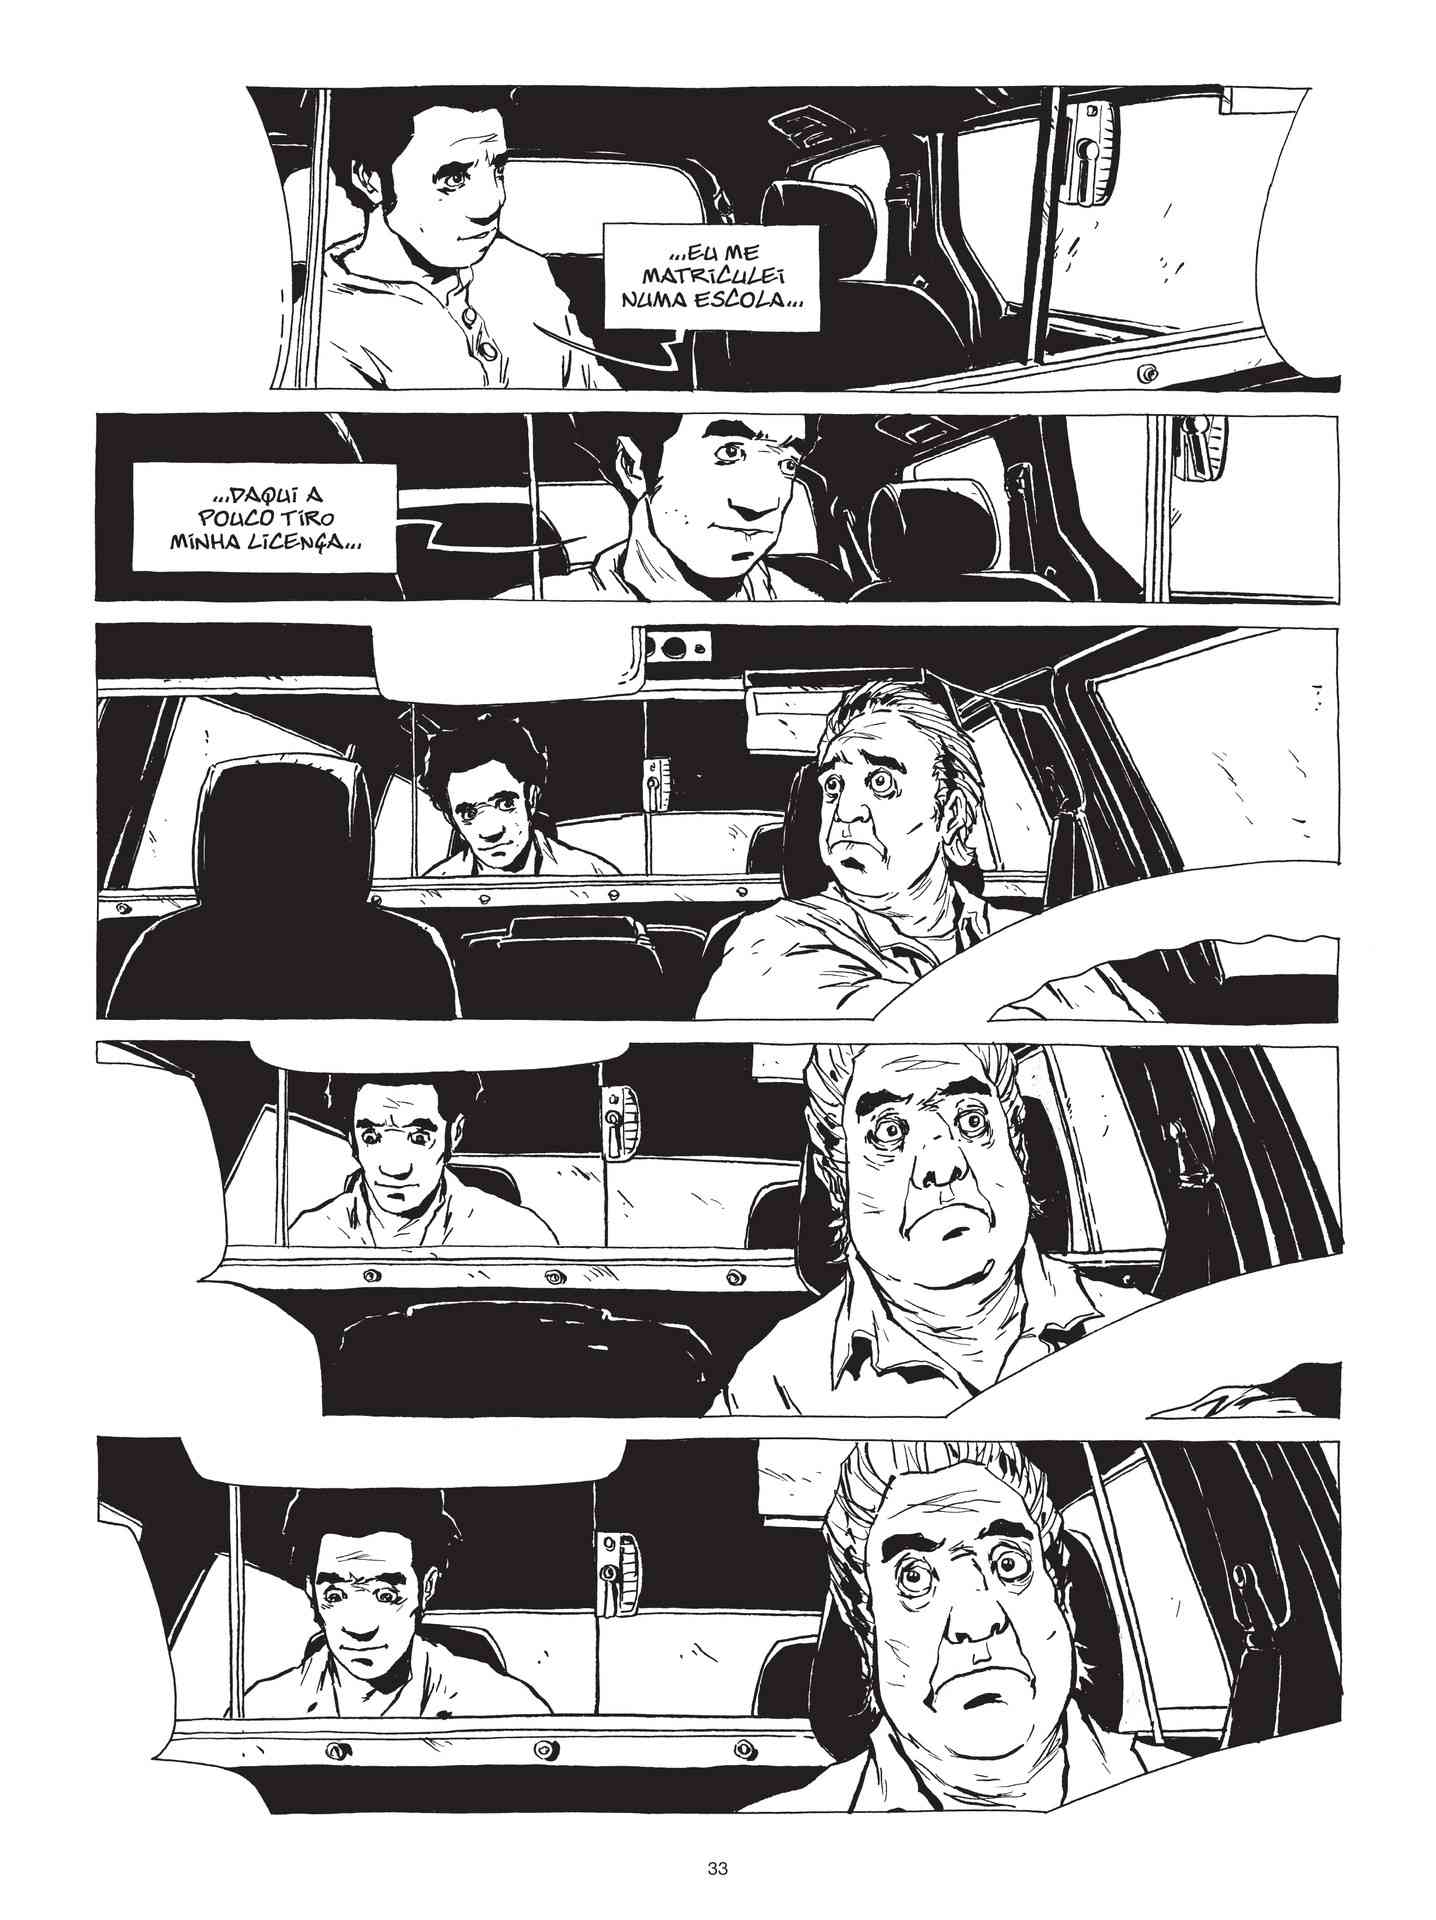 ...EU ME
MATRICULEI
NUMA ESCOLA...
...DAQUI A
POUCO TIRO
MINHA LICENÇA...
33